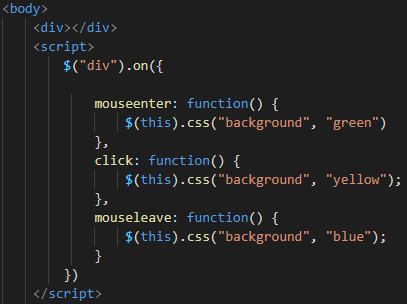 <body>
    <div></div>
    <script>
        $("div").on({

            mouseenter: function() {
                $(this).css("background", "green")
            },
            click: function() {
                $(this).css("background", "yellow");
            },
            mouseleave: function() {
                $(this).css("background", "blue");
            }
        })
    </script>